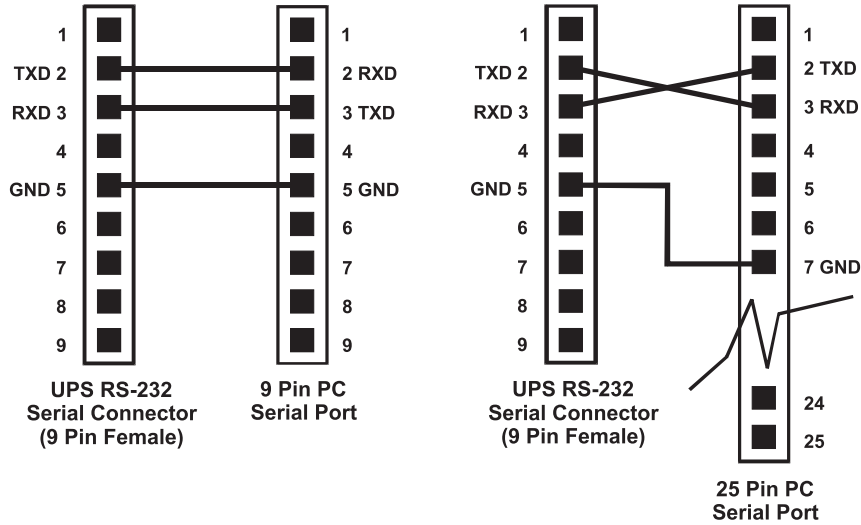 1
TXD 2
RXD 3
4
GND 5
6
7
8
9
UPS RS-232
Serial Connector
(9 Pin Female)
1
2 RXD
3 TXD
4
5 GND
6
7
8
9
9 Pin PC
Serial Port
1
TXD 2
RXD 3
4
GND 5
6
7
8
9
UPS RS-232
Serial Connector
(9 Pin Female)
1
2 TXD
3 RXD
4
5
6
7 GND
24
25
25 Pin PC
Serial Port